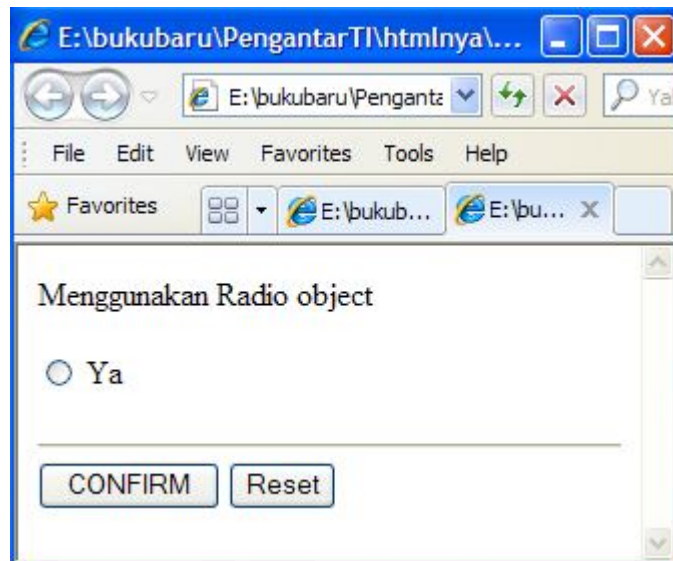 E:\bukubaru\PengantarTI\htmlnya\...
E:\bukubaru\Penganta
Ya
File Edit View Favorites Tools Help
Favorites E:\bukub... E:\bu... X
Menggunakan Radio object
Ya
CONFIRM Reset